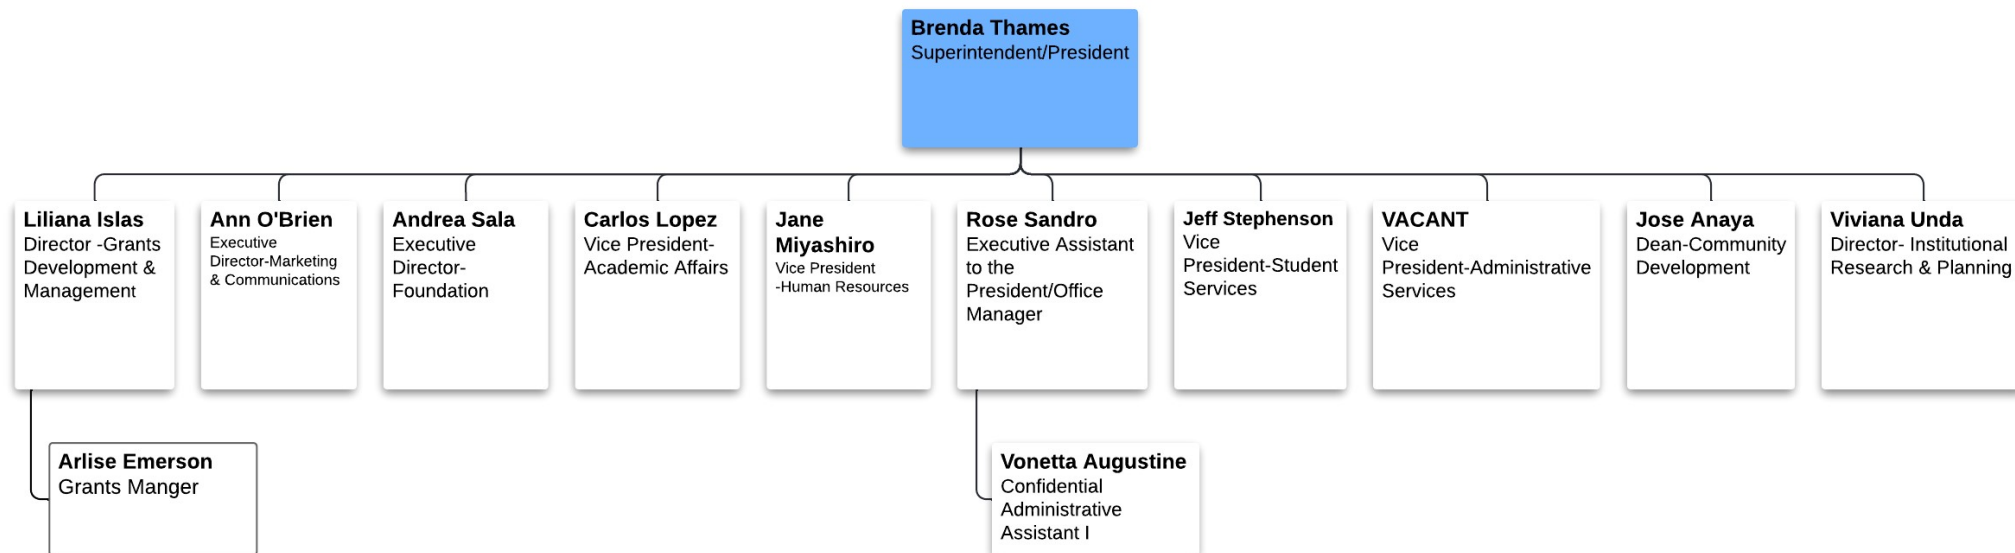 Brenda Thames
Superintendent/President
Liliana Islas
Director -Grants
Development &
Management
Ann O'Brien
Executive
Director-Marketing
& Communications
Andrea Sala
Executive
Director-
Foundation
Carlos Lopez
Vice President-
Academic Affairs
Jane
Miyashiro
Vice President
-Human Resources
Rose Sandro
Executive Assistant
to the
President/Office
Manager
Jeff Stephenson
Vice
President-Student
Services
VACANT
Vice
President-Administrative
Services
Jose Anaya
Dean-Community
Development
Viviana Unda
Director- Institutional
Research & Planning
Arlise Emerson
Grants Manger
Vonetta Augustine
Confidential
Administrative
Assistant I